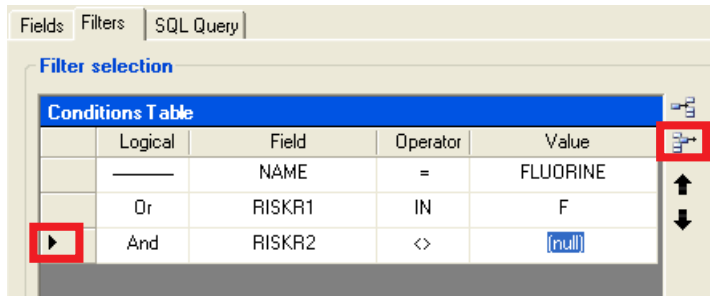 Fields Filters SQL Query
Filter selection
Conditions Table
Logical Field Operator Value
NAME = FLUORINE
Or RISKR1 IN F
And RISKR2 <> (null)